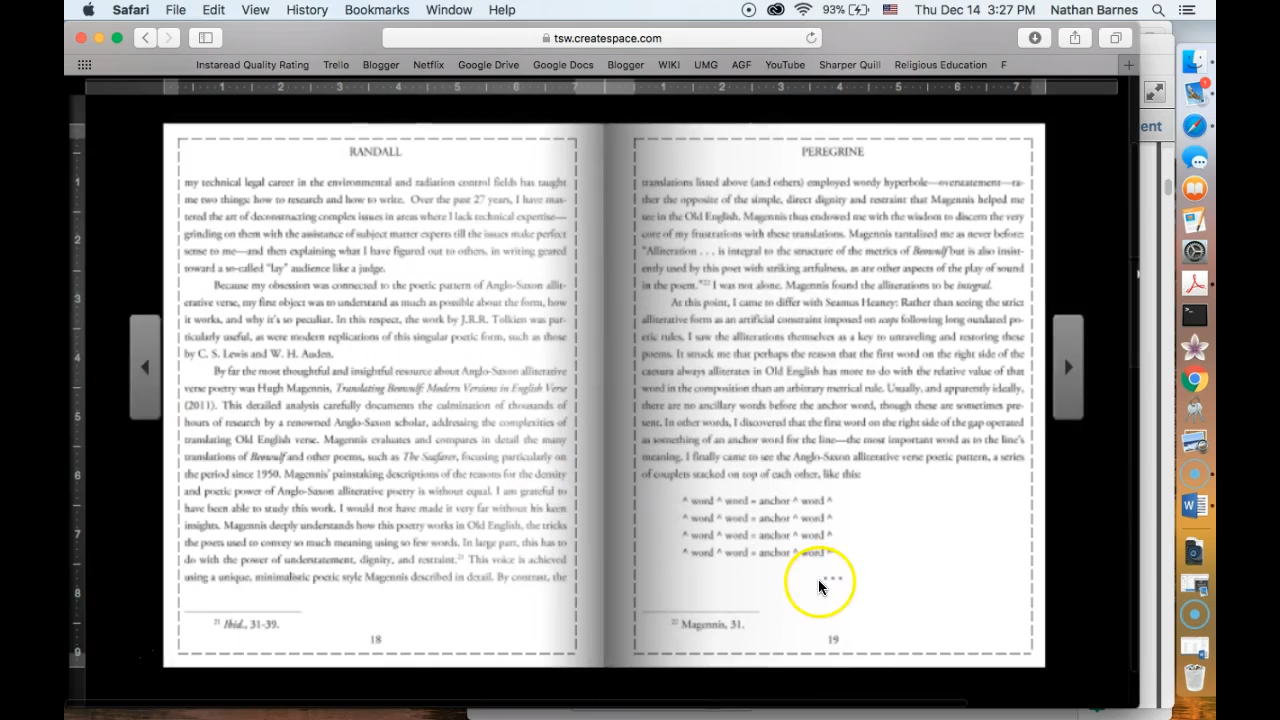 Safari File Edit View History Bookmarks Window Help 93% Thu Dec 14 3:27 PM Nathan Barnes
tsw.createspace.com
Instaread Quality Rating Trello Blogger Netflix Google Drive Google Docs Blogger WIKI UMG AGF YouTube Sharper Quill Religious Education F
1 2 3 4 5 6 7 1 2 3 4 5 6 7
ent
1
2
3
4
5
6
7
8
9
RANDALL
my technical legal career in the environmental and radiation control fields has taught
me two things: how to research and how to write. Over the past 27 years, I have mas-
tered the art of deconstructing complex issues in areas where I lack technical expertise—
grinding on them with the assistance of subject matter experts till the issues make perfect
sense to me—and then explaining what I have figured out to others, in writing geared
toward a so-called "lay" audience like a judge.
Because my obsession was connected to the poetic pattern of Anglo-Saxon allit-
erative verse, my first object was to understand as much as possible about the form, how
it works, and why it's so peculiar. In this respect, the work by J.R.R. Tolkien was par-
ticularly useful, as were modern replications of this singular poetic form, such as those
by C. S. Lewis and W. H. Auden.
By far the most thoughtful and insightful resource about Anglo-Saxon alliterative
verse poetry was Hugh Magennis, Translating Beowulf: Modern Versions in English Verse
(2011). This detailed analysis carefully documents the culmination of thousands of
hours of research by a renowned Anglo-Saxon scholar, addressing the complexities of
translating Old English verse. Magennis evaluates and compares in detail the many
translations of Beowulf and other poems, such as The Seafarer, focusing particularly on
the period since 1950. Magennis' painstaking descriptions of the reasons for the density
and poetic power of Anglo-Saxon alliterative poetry is without equal. I am grateful to
have been able to study this work. I would not have made it very far without his keen
insights. Magennis deeply understands how this poetry works in Old English, the tricks
the poets used to convey so much meaning using so few words. In large part, this has to
do with the power of understatement, dignity, and restraint.21 This voice is achieved
using a unique, minimalistic poetic style Magennis described in detail. By contrast, the
21 Ibid., 31-39.
18
PEREGRINE
translations listed above (and others) employed wordy hyperbole—overstatement—ra-
ther the opposite of the simple, direct dignity and restraint that Magennis helped me
see in the Old English. Magennis thus endowed me with the wisdom to discern the very
core of my frustrations with these translations. Magennis tantalized me as never before:
"Alliteration . . . is integral to the structure of the metrics of Beowulf but is also insist-
ently used by this poet with striking artfulness, as are other aspects of the play of sound
in the poem."22 I was not alone. Magennis found the alliterations to be integral.
At this point, I came to differ with Seamus Heaney: Rather than seeing the strict
alliterative form as an artificial constraint imposed on scops following long outdated po-
etic rules, I saw the alliterations themselves as a key to unraveling and restoring these
poems. It struck me that perhaps the reason that the first word on the right side of the
caesura always alliterates in Old English has more to do with the relative value of that
word in the composition than an arbitrary metrical rule. Usually, and apparently ideally,
there are no ancillary words before the anchor word, though these are sometimes pre-
sent. In other words, I discovered that the first word on the right side of the gap operated
as something of an anchor word for the line—the most important word as to the line's
meaning. I finally came to see the Anglo-Saxon alliterative verse poetic pattern, a series
of couplets stacked on top of each other, like this:
^ word ^ word = anchor ^ word ^
^ word ^ word = anchor ^ word ^
^ word ^ word = anchor ^ word ^
^ word ^ word = anchor ^ word ^
* * *
22 Magennis, 31.
19